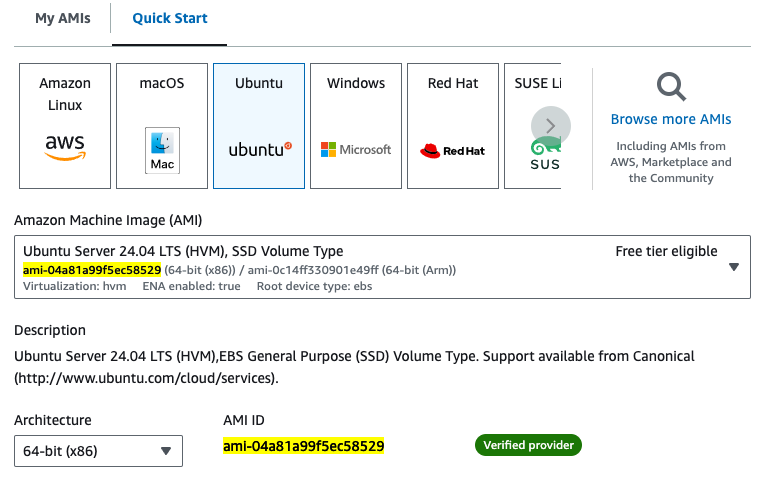 My AMIs
Quick Start
Amazon Linux
aws
macOS
Mac
Ubuntu
ubuntu
Windows
Microsoft
Red Hat
Red Hat
SUSE Li
SUS
Browse more AMIs
Including AMIs from
AWS, Marketplace and
the Community
Amazon Machine Image (AMI)
Ubuntu Server 24.04 LTS (HVM), SSD Volume Type
Free tier eligible
ami-04a81a99f5ec58529 (64-bit (x86)) / ami-0c14ff330901e49ff (64-bit (Arm))
Virtualization: hvm ENA enabled: true Root device type: ebs
Description
Ubuntu Server 24.04 LTS (HVM),EBS General Purpose (SSD) Volume Type. Support available from Canonical
(http://www.ubuntu.com/cloud/services).
Architecture
AMI ID
64-bit (x86)
ami-04a81a99f5ec58529
Verified provider